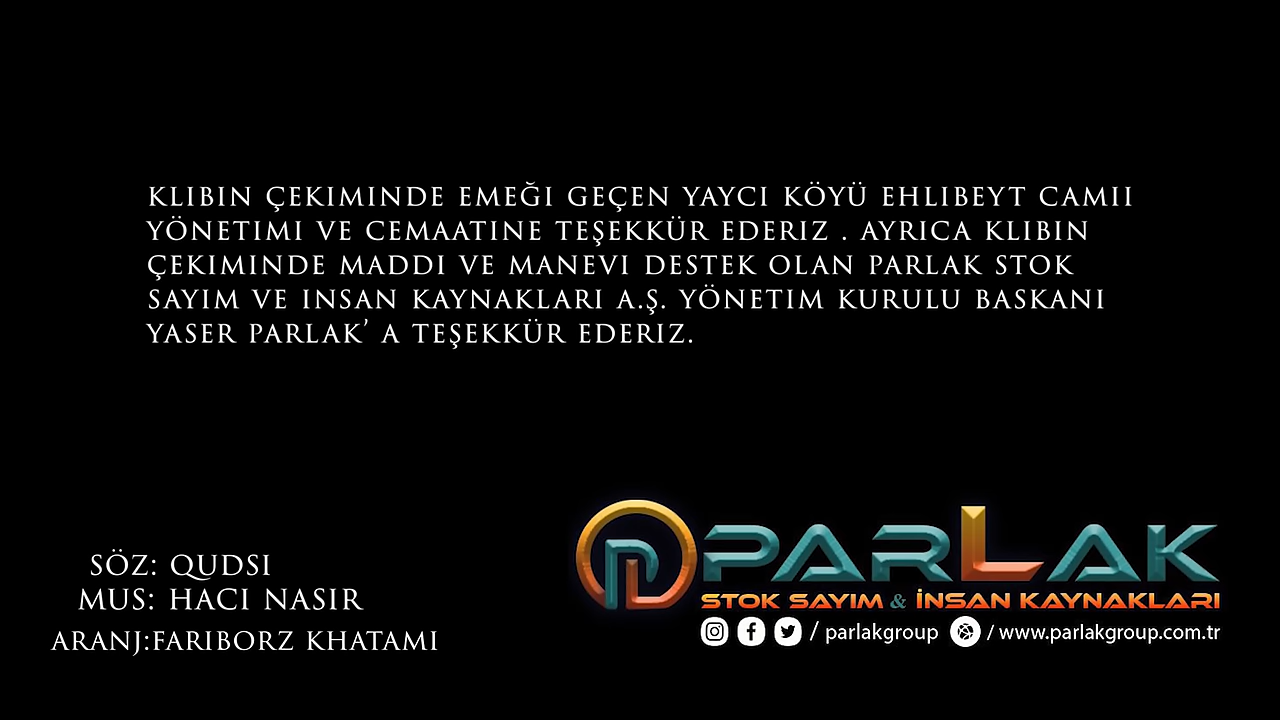 KLIBIN ÇEKIMINDE EMEĞI GEÇEN YAYCI KÖYÜ EHLIBEYT CAMII
YÖNETIMI VE CEMAATINE TEŞEKKÜR EDERIZ . AYRICA KLIBIN
ÇEKIMINDE MADDI VE MANEVI DESTEK OLAN PARLAK STOK
SAYIM VE INSAN KAYNAKLARI A.Ş. YÖNETIM KURULU BASKANI
YASER PARLAK’ A TEŞEKKÜR EDERIZ.
SÖZ: QUDSI
MUS: HACI NASIR
ARANJ:FARIBORZ KHATAMI
PARLAK
STOK SAYIM & İNSAN KAYNAKLARI
/ parlakgroup / www.parlakgroup.com.tr